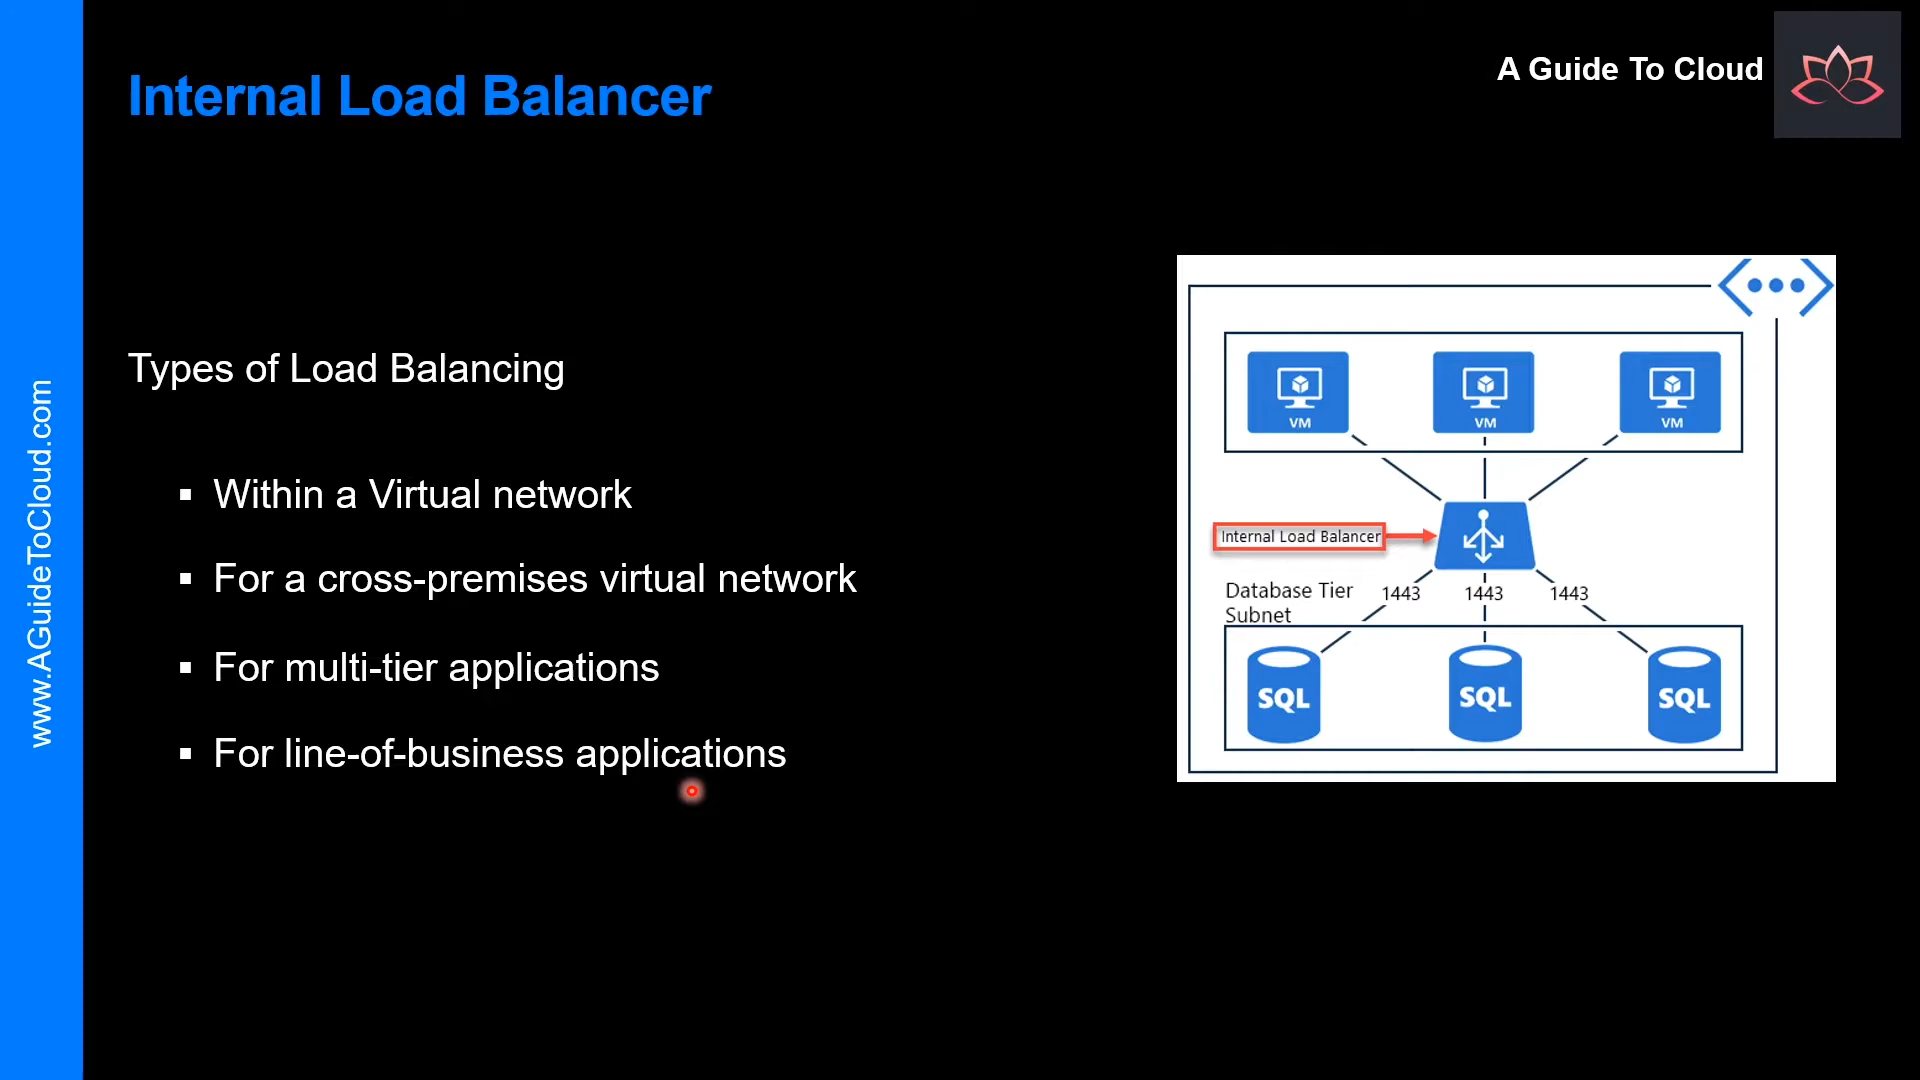 Internal Load Balancer
A Guide To Cloud
www.AGuideToCloud.com
Types of Load Balancing
▪ Within a Virtual network
▪ For a cross-premises virtual network
▪ For multi-tier applications
▪ For line-of-business applications
VM VM VM
Internal Load Balancer
Database Tier
Subnet
1443 1443 1443
SQL SQL SQL